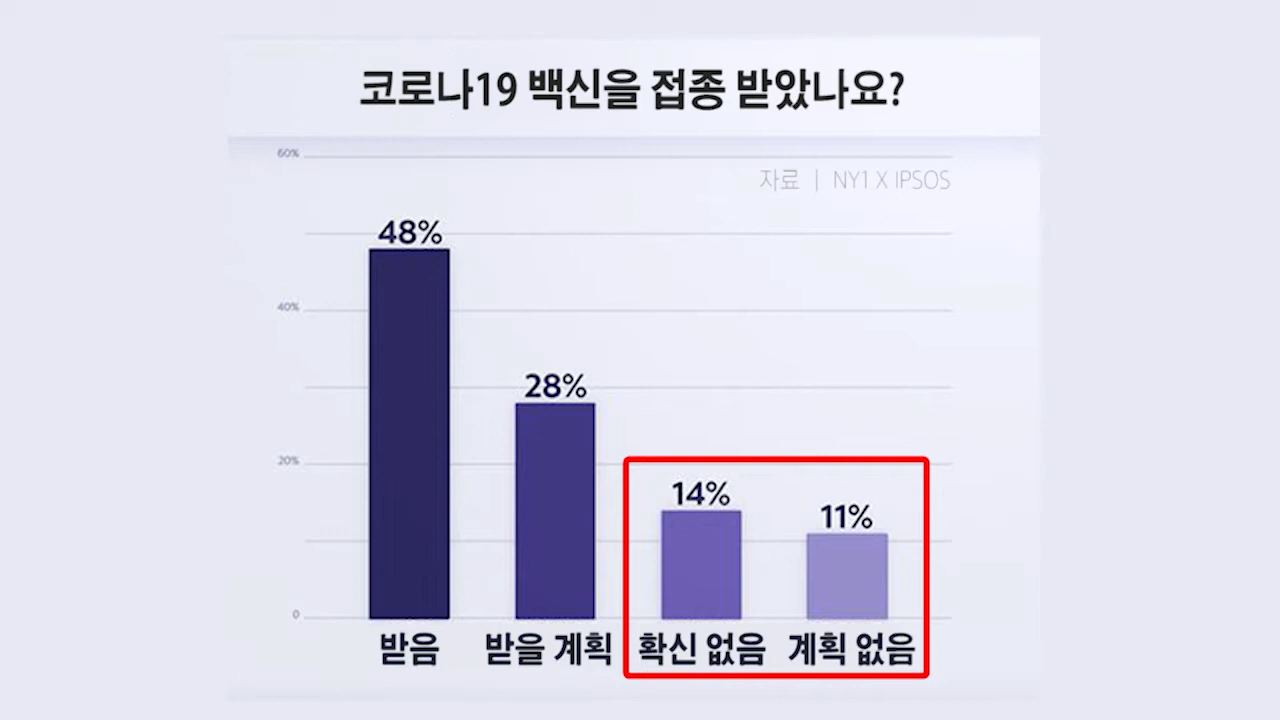 코로나19 백신을 접종 받았나요?
60%
자료 | NY1 X IPSOS
48%
40%
28%
20%
14%
11%
0
받음 받을 계획 확신 없음 계획 없음